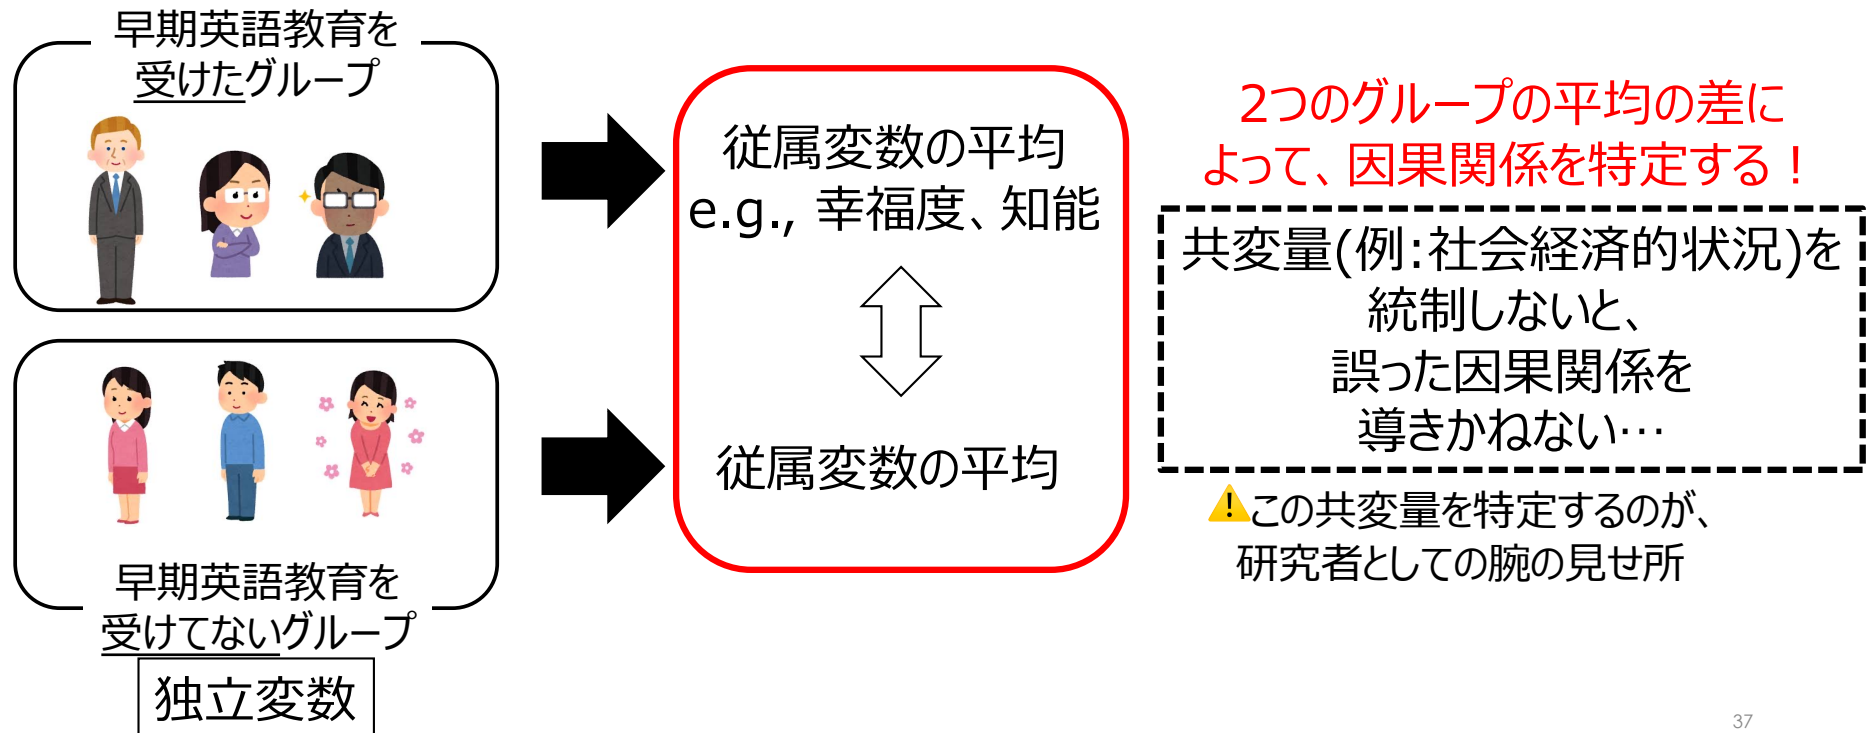 早期英語教育を
受けたグループ
早期英語教育を
受けてないグループ
独立変数
従属変数の平均
e.g., 幸福度、知能
従属変数の平均
2つのグループの平均の差に
よって、因果関係を特定する！
共変量(例:社会経済的状況)を
統制しないと、
誤った因果関係を
導きかねない…
⚠この共変量を特定するのが、
研究者としての腕の見せ所
37